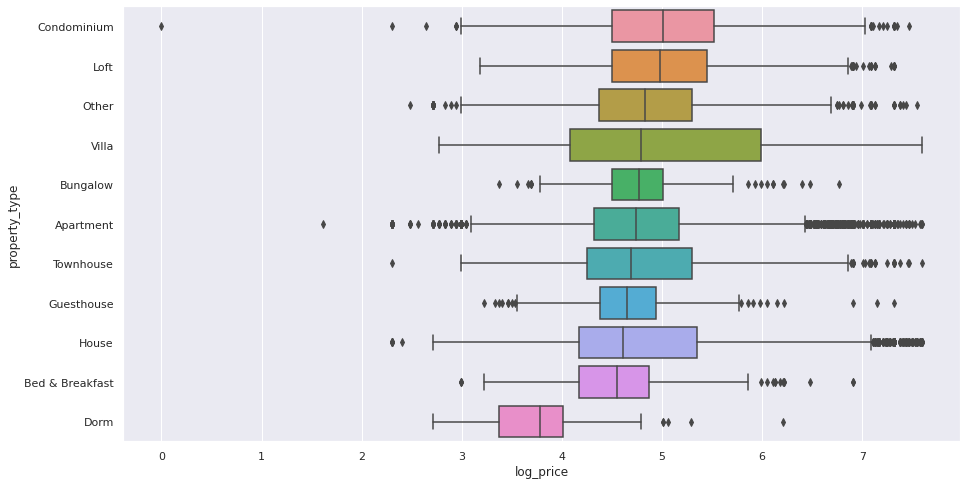 Condominium
Loft
Other
Villa
Bungalow
Apartment
Townhouse
Guesthouse
House
Bed & Breakfast
Dorm
property_type
0 1 2 3 4 5 6 7
log_price